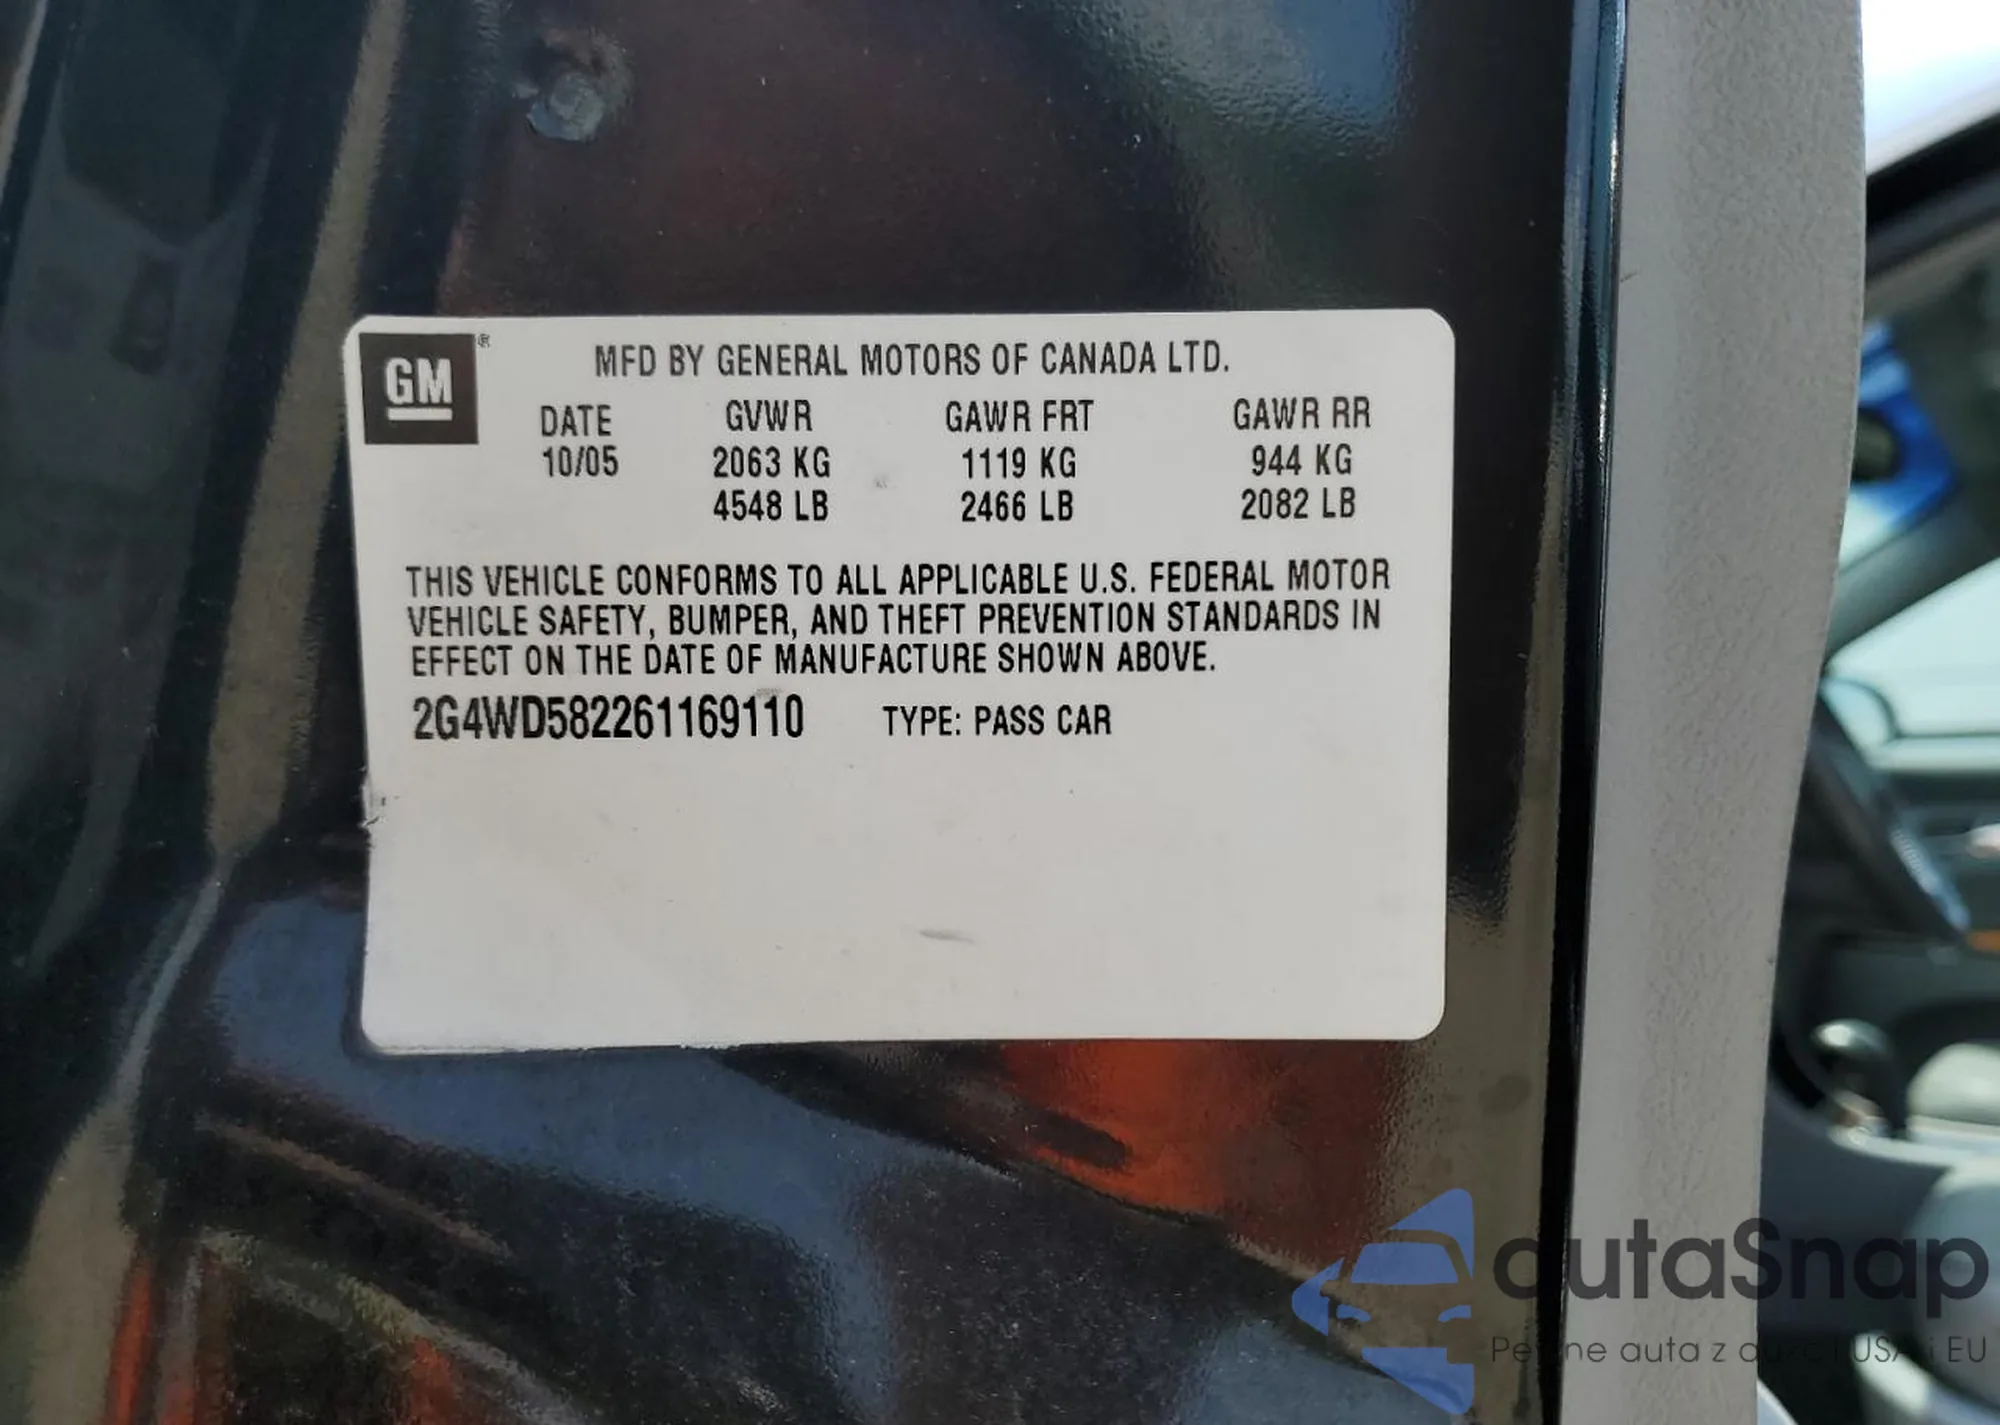 GM ®
MFD BY GENERAL MOTORS OF CANADA LTD.
DATE GVWR GAWR FRT GAWR RR
10/05 2063 KG 1119 KG 944 KG
4548 LB 2466 LB 2082 LB
THIS VEHICLE CONFORMS TO ALL APPLICABLE U.S. FEDERAL MOTOR
VEHICLE SAFETY, BUMPER, AND THEFT PREVENTION STANDARDS IN
EFFECT ON THE DATE OF MANUFACTURE SHOWN ABOVE.
2G4WD582261169110 TYPE: PASS CAR
autaSnap
auta z USA i EU